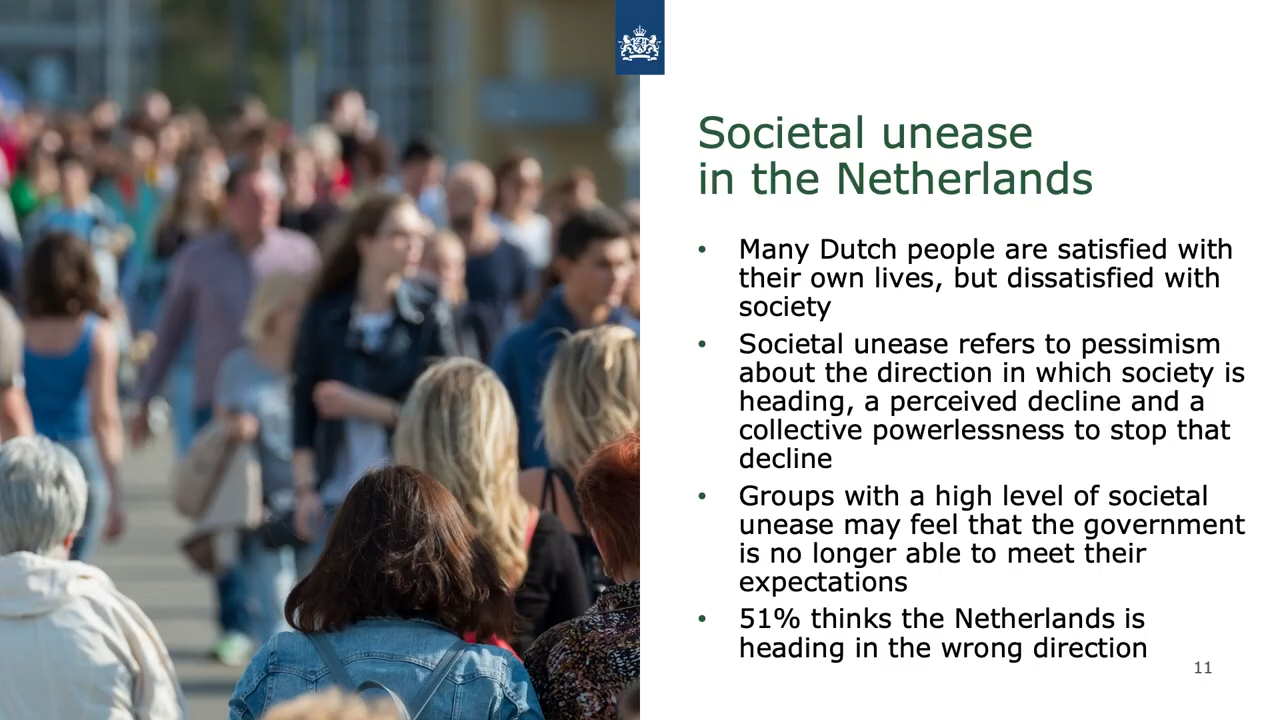 Societal unease
in the Netherlands
• Many Dutch people are satisfied with
their own lives, but dissatisfied with
society
• Societal unease refers to pessimism
about the direction in which society is
heading, a perceived decline and a
collective powerlessness to stop that
decline
• Groups with a high level of societal
unease may feel that the government
is no longer able to meet their
expectations
• 51% thinks the Netherlands is
heading in the wrong direction
11